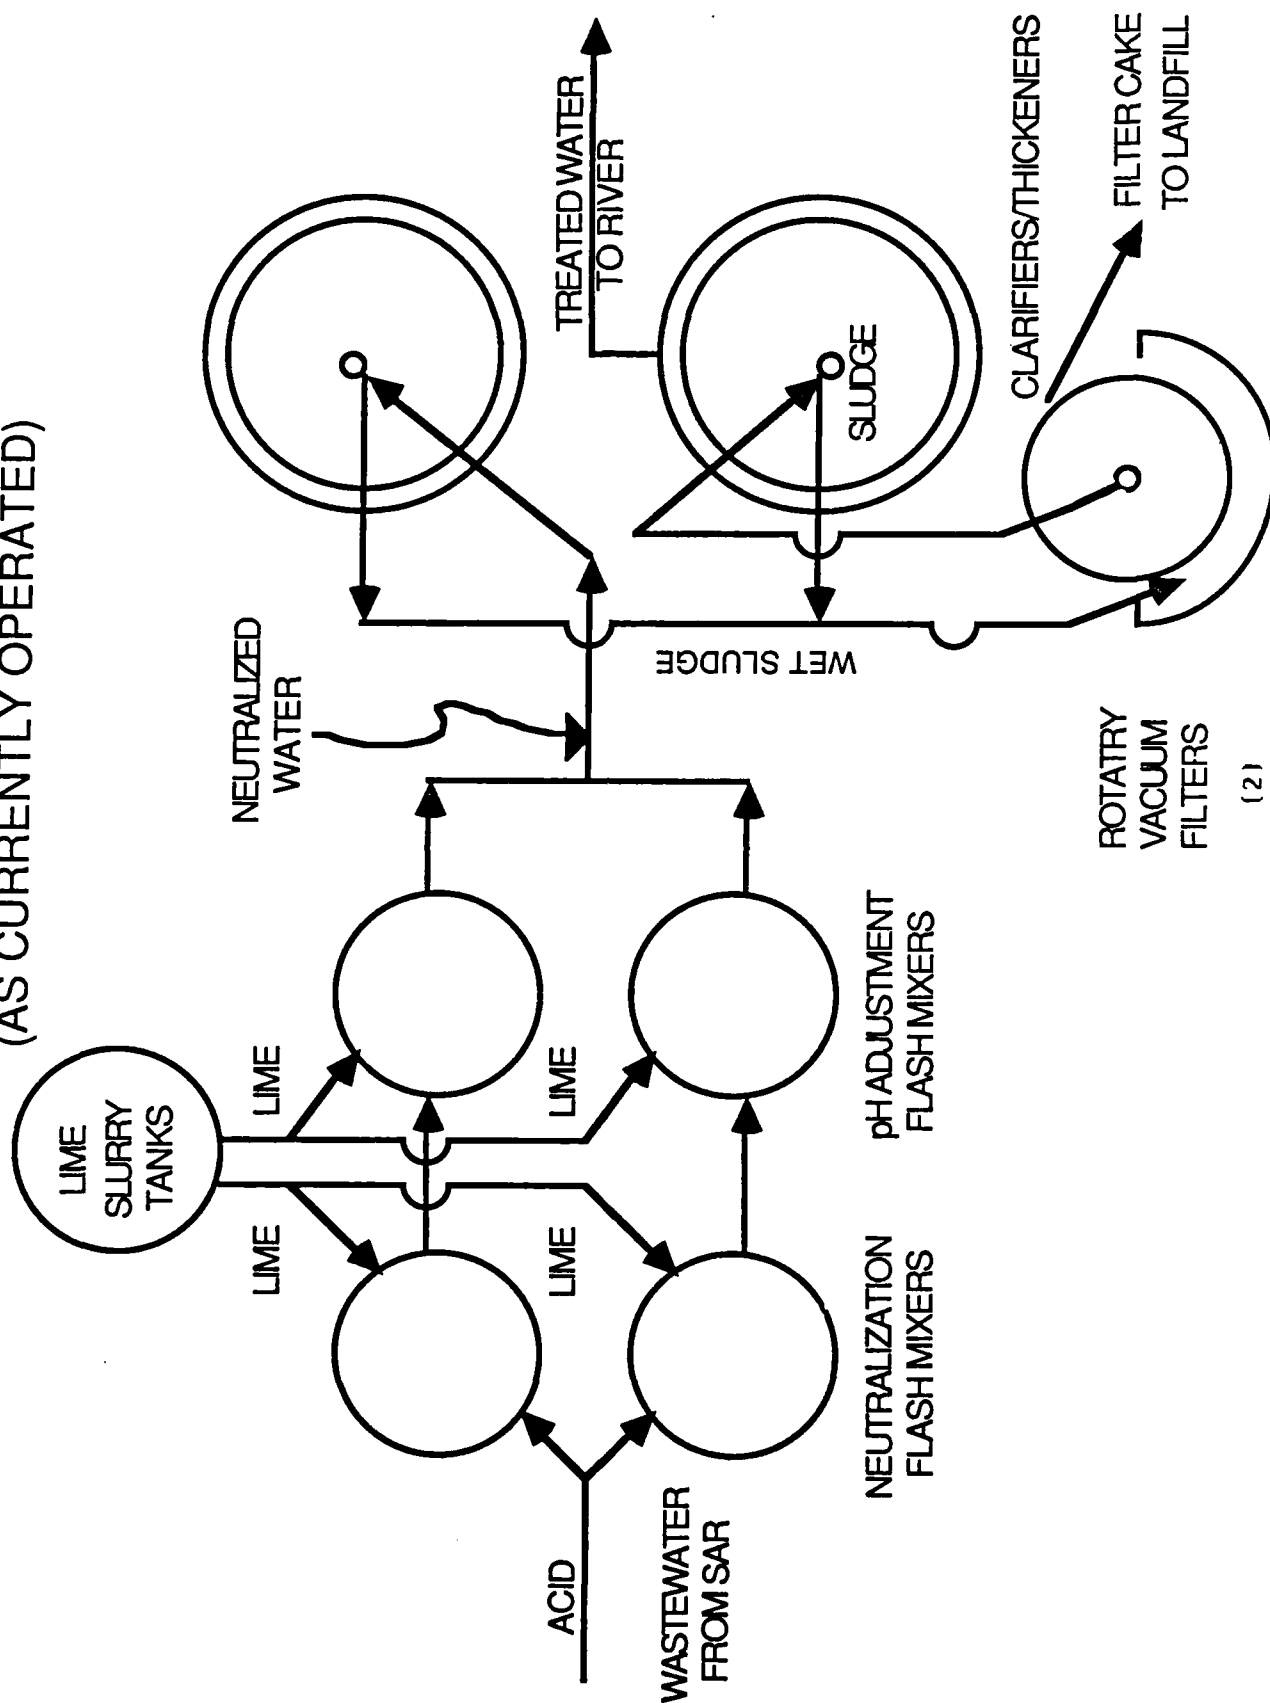 (AS CURRENTLY OPERATED)
LIME
SLURRY
TANKS
LIME
LIME
LIME
LIME
ACID
WASTEWATER
FROM SAR
NEUTRALIZATION
FLASH MIXERS
pH ADJUSTMENT
FLASH MIXERS
NEUTRALIZED
WATER
WET SLUDGE
TREATED WATER
TO RIVER
SLUDGE
CLARIFIERS/THICKENERS
FILTER CAKE
TO LANDFILL
ROTATRY
VACUUM
FILTERS
(2)